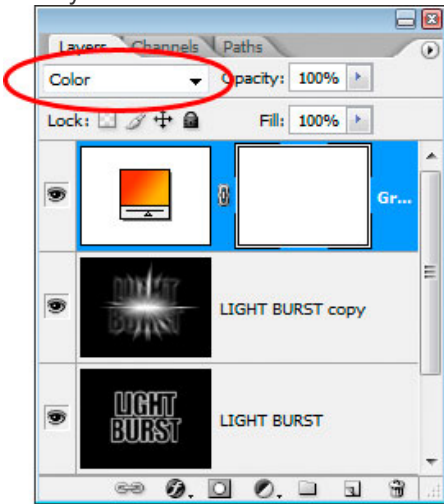 Layers Channels Paths
Color Opacity: 100%
Lock: Fill: 100%
Gr...
LIGHT BURST LIGHT BURST copy
LIGHT
BURST LIGHT BURST